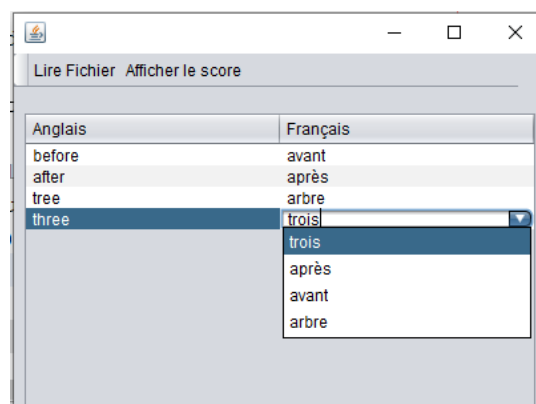 Lire Fichier Afficher le score
Anglais Français
before avant
after après
tree arbre
three trois
trois
après
avant
arbre